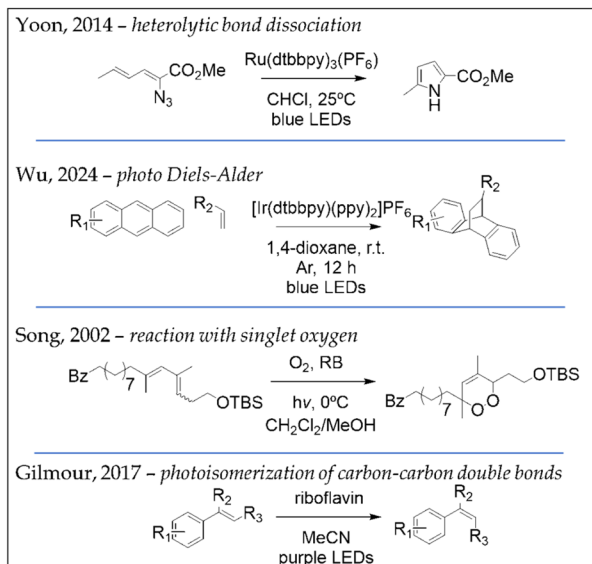 Yoon, 2014 – heterolytic bond dissociation
CO2Me
N3
Ru(dtbbpy)3(PF6)
CHCl, 25ºC
blue LEDs
N
H
CO2Me
Wu, 2024 – photo Diels-Alder
R1
R2
[Ir(dtbbpy)(ppy)2]PF6
1,4-dioxane, r.t.
Ar, 12 h
blue LEDs
R2
R1
Song, 2002 – reaction with singlet oxygen
Bz
7
OTBS
O2, RB
hν, 0ºC
CH2Cl2/MeOH
Bz
7
O
O
OTBS
Gilmour, 2017 – photoisomerization of carbon-carbon double bonds
R1
R2
R3
riboflavin
MeCN
purple LEDs
R1
R2
R3